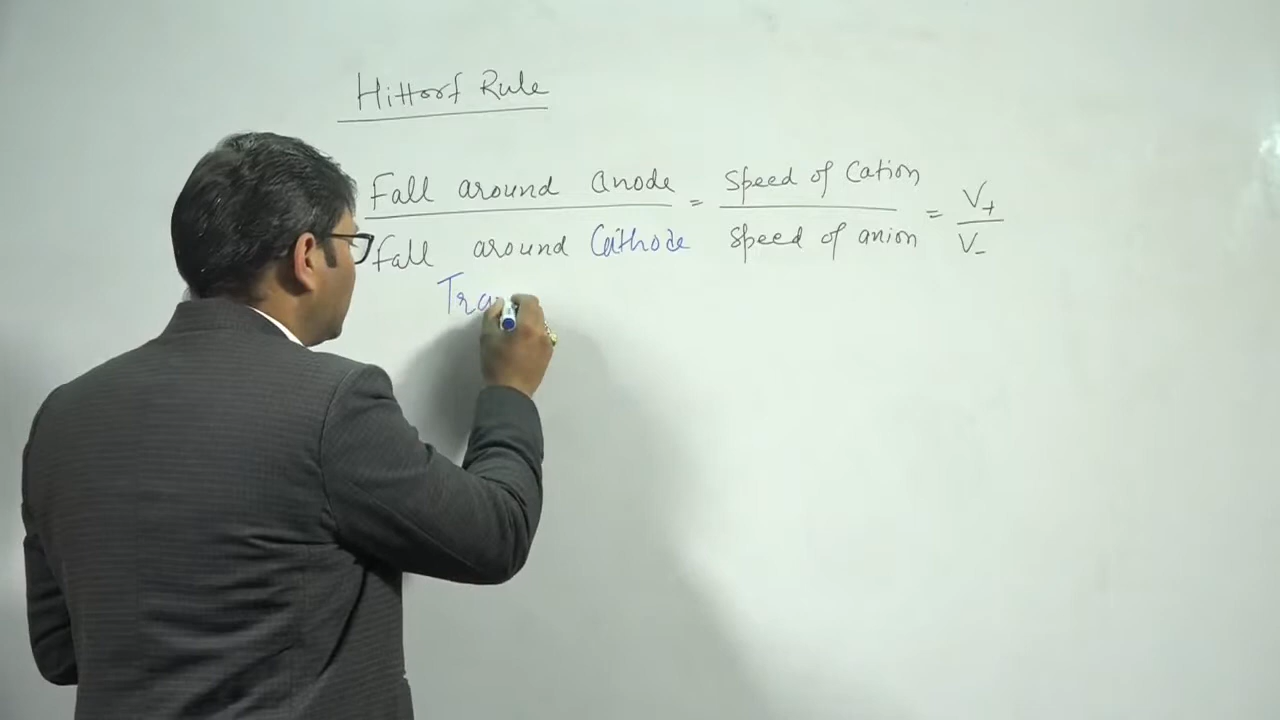 Hittorf Rule
Fall around anode = Speed of Cation = V+
Fall around Cathode Speed of anion V-
Tra